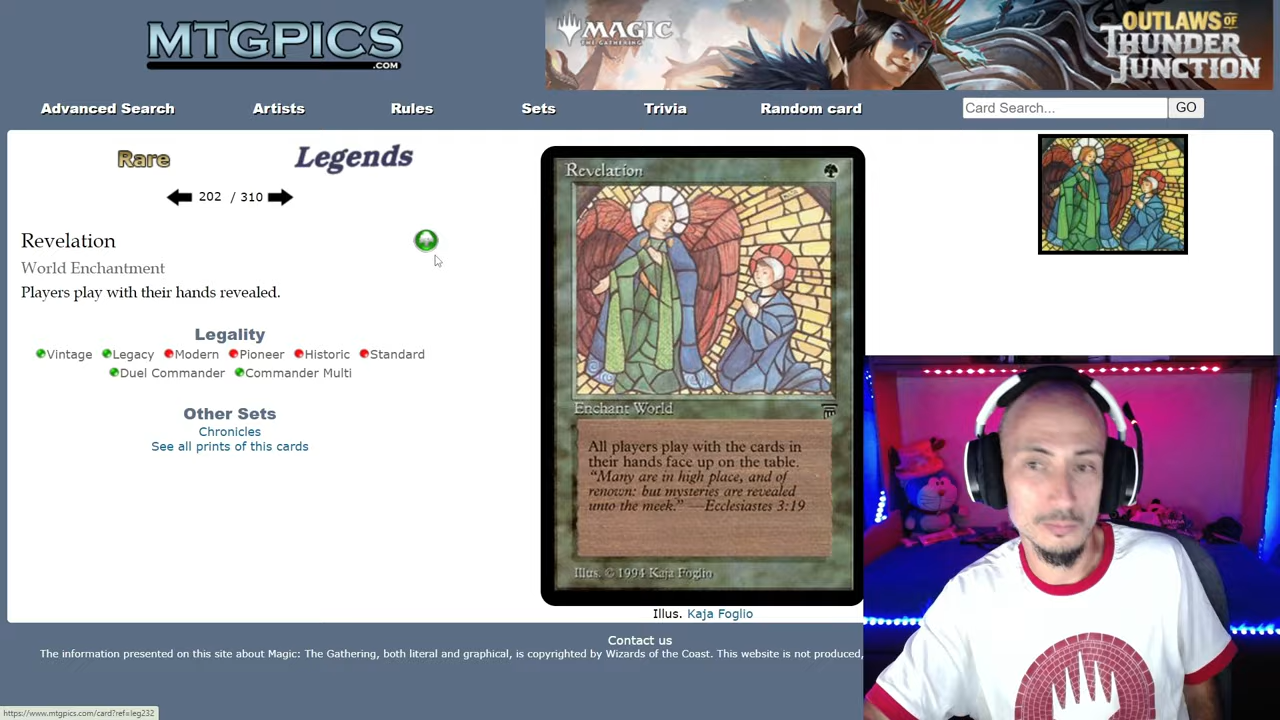 MTGPICS
.COM
MAGIC
THE GATHERING
OUTLAWS OF
THUNDER
JUNCTION
Advanced Search
Artists
Rules
Sets
Trivia
Random card
Card Search...
GO
Rare
Legends
202 / 310
Revelation
World Enchantment
Players play with their hands revealed.
Legality
Vintage Legacy Modern Pioneer Historic Standard
Duel Commander Commander Multi
Other Sets
Chronicles
See all prints of this cards
Revelation
Enchant World
All players play with the cards in
their hands face up on the table.
"Many are in high place, and of
renown: but mysteries are revealed
unto the meek." —Ecclesiastes 3:19
Illus. © 1994 Kaja Foglio
Illus. Kaja Foglio
Contact us
The information presented on this site about Magic: The Gathering, both literal and graphical, is copyrighted by Wizards of the Coast. This website is not produced,
https://www.mtgpics.com/card?ref=leg232